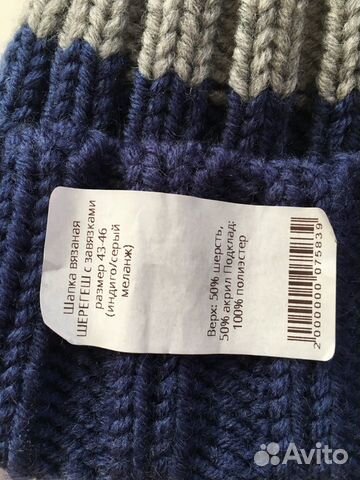 Шапка вязаная
ШЕРЕГЕШ с завязками
размер 43-46
(индиго/серый
меланж)
Верх: 50% шерсть,
50% акрил Подклад:
100% полиэстер
2000000075839
Avito